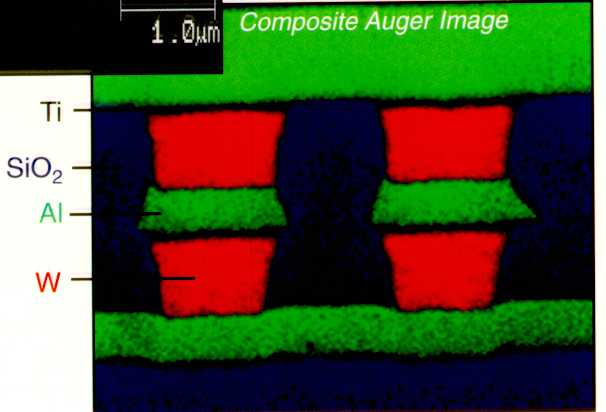 1.0µm
Composite Auger Image
Ti
SiO₂
Al
W